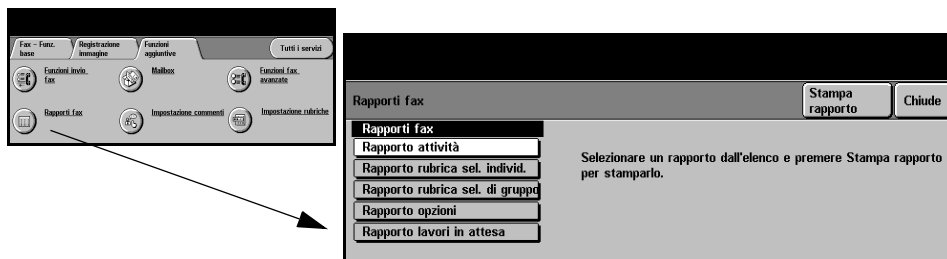 Fax – Funz. base
Registrazione immagine
Funzioni aggiuntive
Tutti i servizi
Funzioni invio fax
Mailbox
Funzioni fax avanzate
Rapporti fax
Impostazione commenti
Impostazione rubriche
Rapporti fax
Stampa rapporto
Chiude
Rapporti fax
Rapporto attività
Rapporto rubrica sel. individ.
Rapporto rubrica sel. di gruppo
Rapporto opzioni
Rapporto lavori in attesa
Selezionare un rapporto dall'elenco e premere Stampa rapporto
per stamparlo.